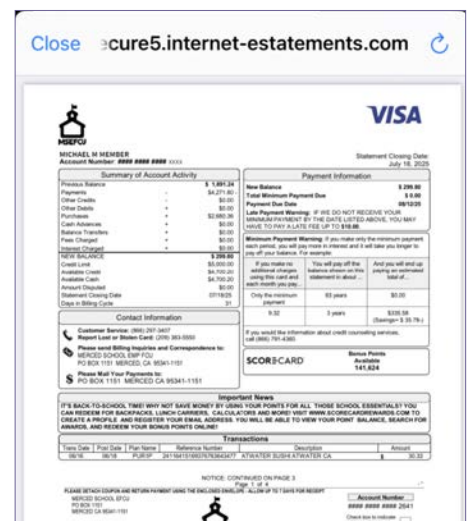 Close
cure5.internet-estatements.com
MSEFCU
VISA
MICHAEL M MEMBER
Account Number: #### #### #### XXXX
Statement Closing Date:
July 18, 2025
Summary of Account Activity
Previous Balance $ 1,891.24
Payments - $4,271.80 -
Other Credits - $0.00
Other Debits + $0.00
Purchases + $2,680.36
Cash Advances + $0.00
Balance Transfers + $0.00
Fees Charged + $0.00
Interest Charged + $0.00
NEW BALANCE $ 299.80
Credit Limit $5,000.00
Available Credit $4,700.20
Available Cash $4,700.20
Amount Disputed $0.00
Statement Closing Date 07/18/25
Days in Billing Cycle 31
Payment Information
New Balance $ 299.80
Total Minimum Payment Due $ 0.00
Payment Due Date 08/12/25
Late Payment Warning: IF WE DO NOT RECEIVE YOUR
MINIMUM PAYMENT BY THE DATE LISTED ABOVE, YOU MAY
HAVE TO PAY A LATE FEE UP TO $10.00.
Minimum Payment Warning: If you make only the minimum payment
each period, you will pay more in interest and it will take you longer to
pay off your balance. For example:
If you make no
additional charges
using this card and
each month you pay...
You will pay off the
balance shown on this
statement in about ...
And you will end up
paying an estimated
total of...
Only the minimum
payment
63 years
$0.00
9.32
3 years
$335.58
(Savings= $ 35.79-)
If you would like information about credit counseling services,
call (866) 791-4360.
Contact Information
Customer Service: (866) 297-3407
Report Lost or Stolen Card: (209) 383-5550
Please send Billing Inquiries and Correspondence to:
MERCED SCHOOL EMP FCU
PO BOX 1151 MERCED, CA 95341-1151
Please Mail Your Payments to:
PO BOX 1151 MERCED CA 95341-1151
SCORECARD
Bonus Points
Available
141,624
Important News
IT'S BACK-TO-SCHOOL TIME! WHY NOT SAVE MONEY BY USING YOUR POINTS FOR ALL THOSE SCHOOL ESSENTIALS? YOU
CAN REDEEM FOR BACKPACKS, LUNCH CARRIERS, CALCULATORS AND MORE! VISIT WWW.SCORECARDREWARDS.COM TO
CREATE A PROFILE AND REGISTER YOUR EMAIL ADDRESS. YOU WILL BE ABLE TO VIEW YOUR POINT BALANCE, SEARCH FOR
AWARDS, AND REDEEM YOUR BONUS POINTS ONLINE!
Transactions
Trans Date Post Date Plan Name Reference Number Description Amount
06/16 06/18 ATWATER SUSHI ATWATER CA $ 30.33
NOTICE: CONTINUED ON PAGE 3
Page 1 of 4
PLEASE DETACH COUPON AND RETURN PAYMENT USING THE ENCLOSED ENVELOPE - ALLOW UP TO 7 DAYS FOR RECEIPT
MERCED SCHOOL EFCU
PO BOX 1151
MERCED CA 95341-1151
Account Number
#### #### #### 2641
Check box to indicate